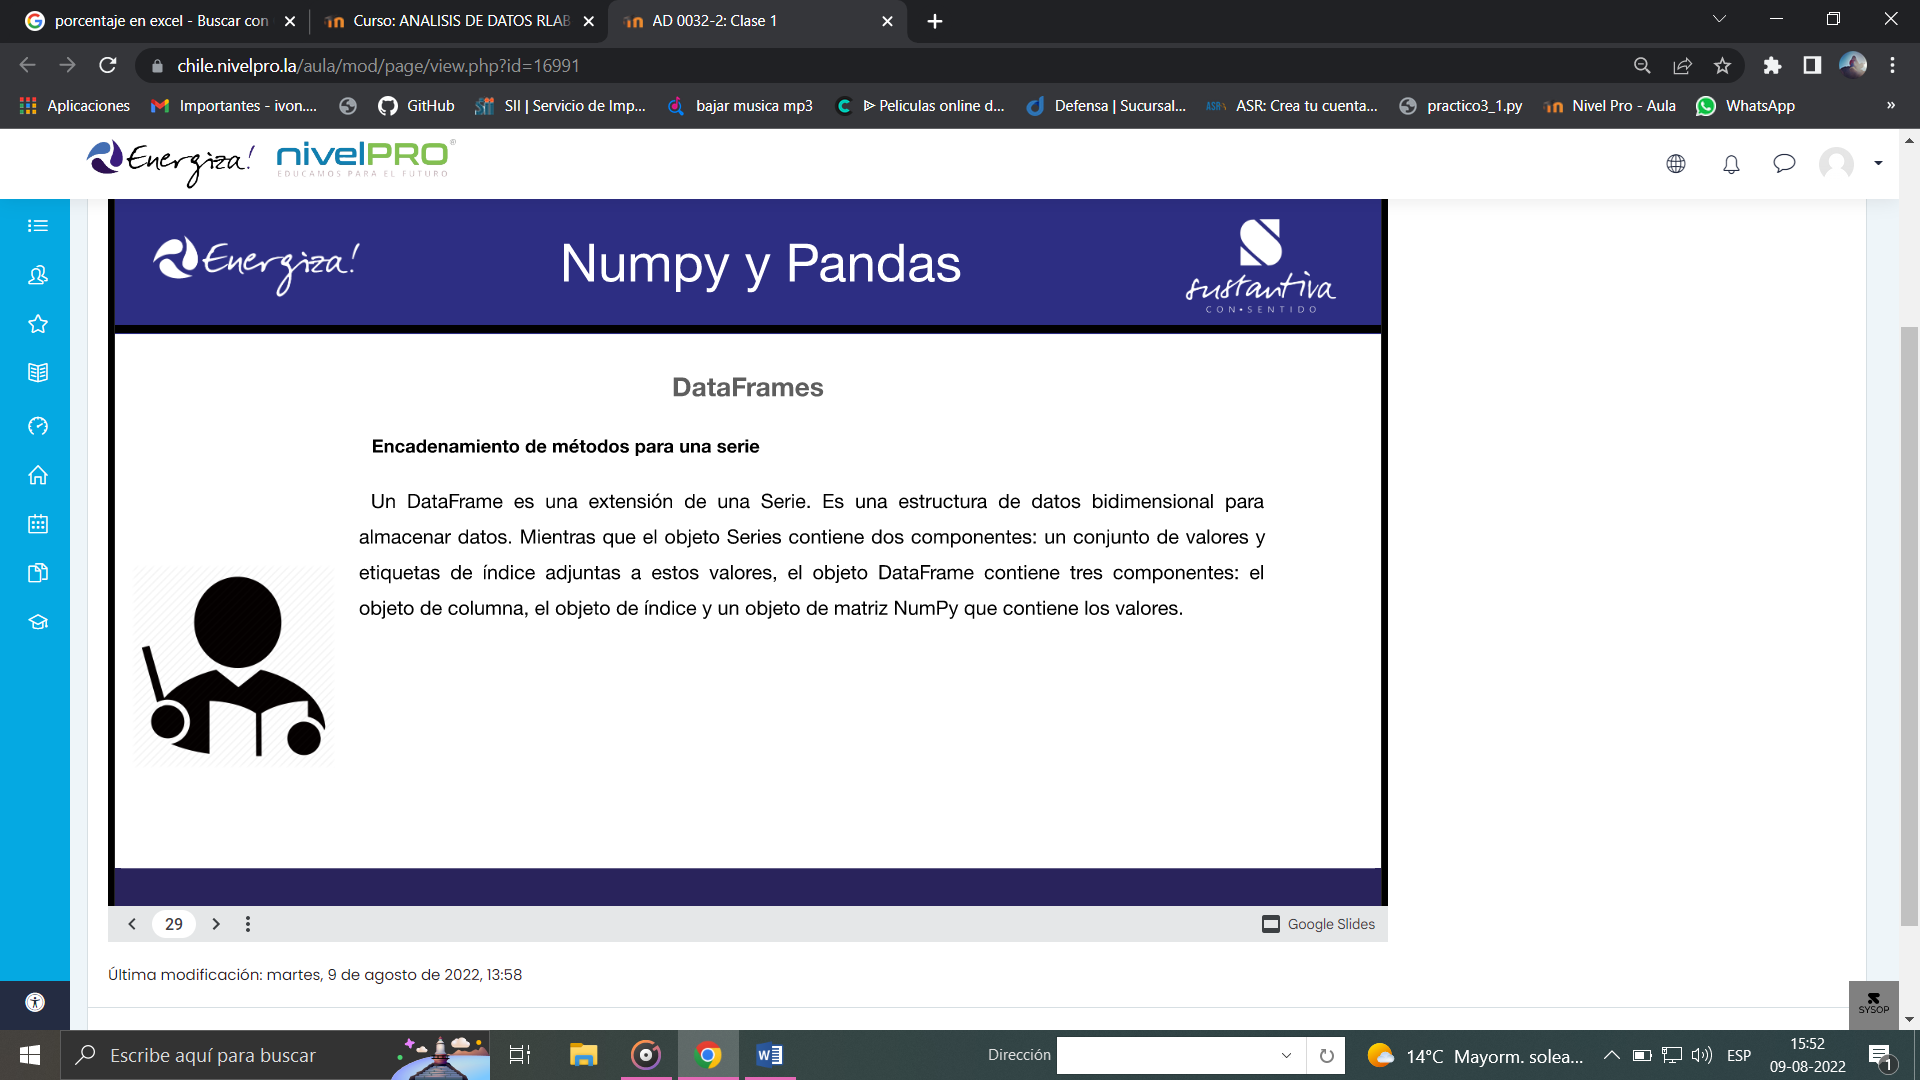 porcentaje en excel - Buscar con
Curso: ANALISIS DE DATOS RLAB
AD 0032-2: Clase 1
chile.nivelpro.la/aula/mod/page/view.php?id=16991
Aplicaciones
Importantes - ivon....
GitHub
SII | Servicio de Imp...
bajar musica mp3
Peliculas online d...
Defensa | Sucursal...
ASR: Crea tu cuenta...
practico3_1.py
Nivel Pro - Aula
WhatsApp
»
Energiza!
nivelPRO
EDUCAMOS PARA EL FUTURO
Energiza!
Numpy y Pandas
sustantiva
CON•SENTIDO
DataFrames
Encadenamiento de métodos para una serie
Un DataFrame es una extensión de una Serie. Es una estructura de datos bidimensional para
almacenar datos. Mientras que el objeto Series contiene dos componentes: un conjunto de valores y
etiquetas de índice adjuntas a estos valores, el objeto DataFrame contiene tres componentes: el
objeto de columna, el objeto de índice y un objeto de matriz NumPy que contiene los valores.
29
Google Slides
Última modificación: martes, 9 de agosto de 2022, 13:58
SYSOP
Escribe aquí para buscar
Dirección
14°C Mayorm. solea...
ESP
15:52
09-08-2022
1